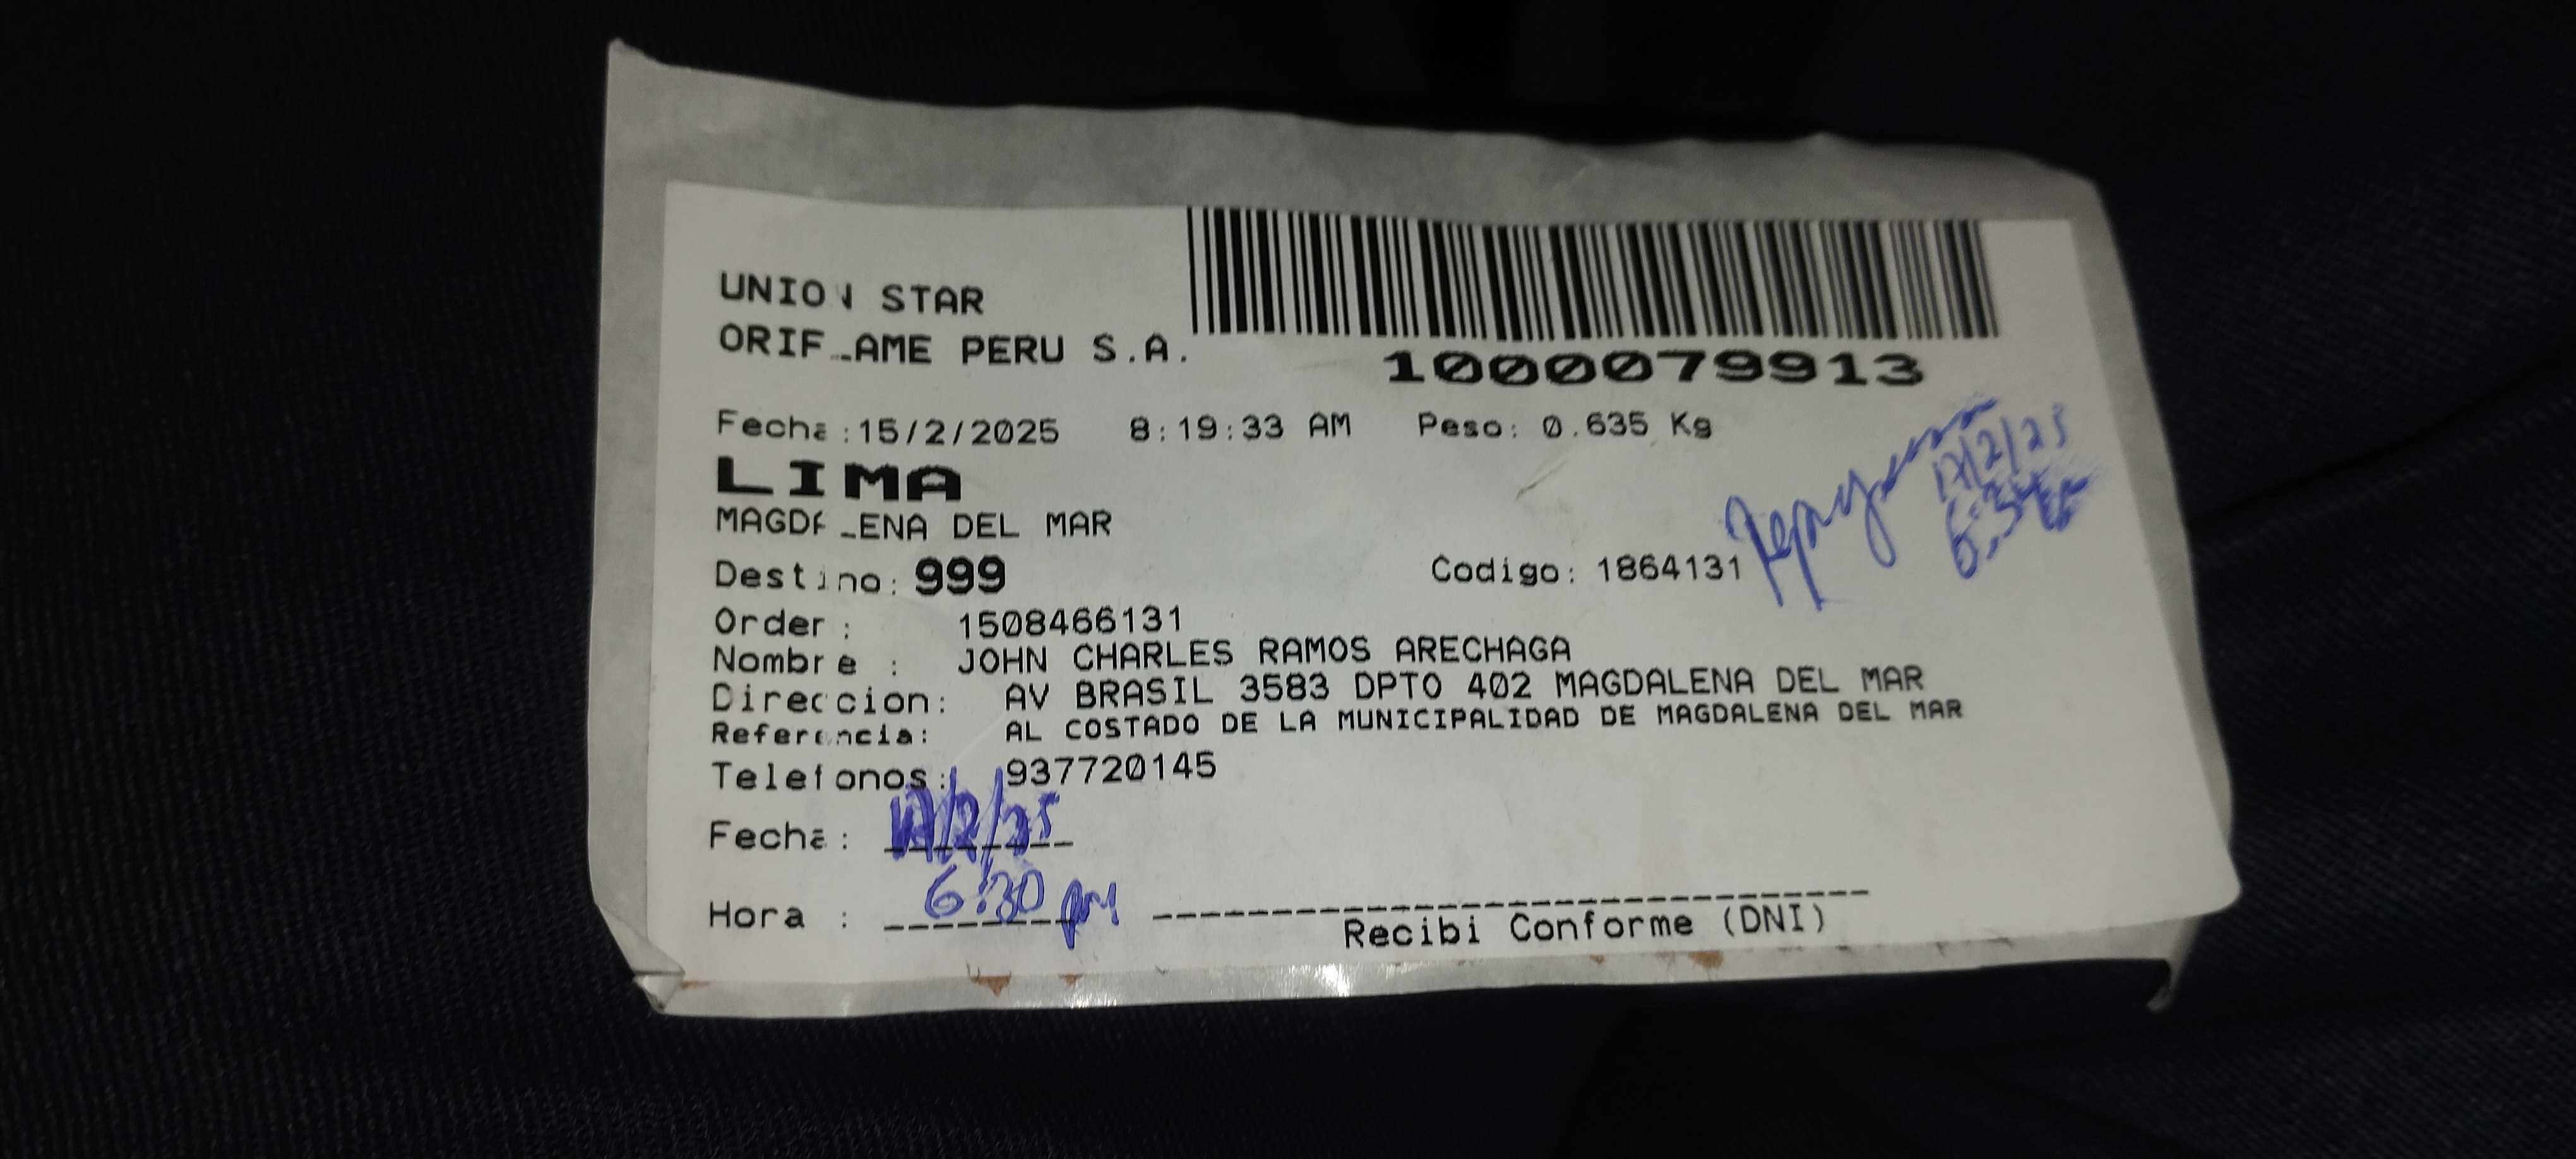 UNION STAR
ORIFLAME PERU S.A.
1000079913
Fecha :15/2/2025 8:19:33 AM Peso: 0.635 Kg
LIMA
MAGDALENA DEL MAR
17/2/25
Destino: 999 Codigo: 1864131
Order : 1508466131
Nombre : JOHN CHARLES RAMOS ARECHAGA
Direccion: AV BRASIL 3583 DPTO 402 MAGDALENA DEL MAR
Referencia: AL COSTADO DE LA MUNICIPALIDAD DE MAGDALENA DEL MAR
Telefonos: 937720145
Fecha: 17/2/25
Hora : 6:30 pm
Recibi Conforme (DNI)